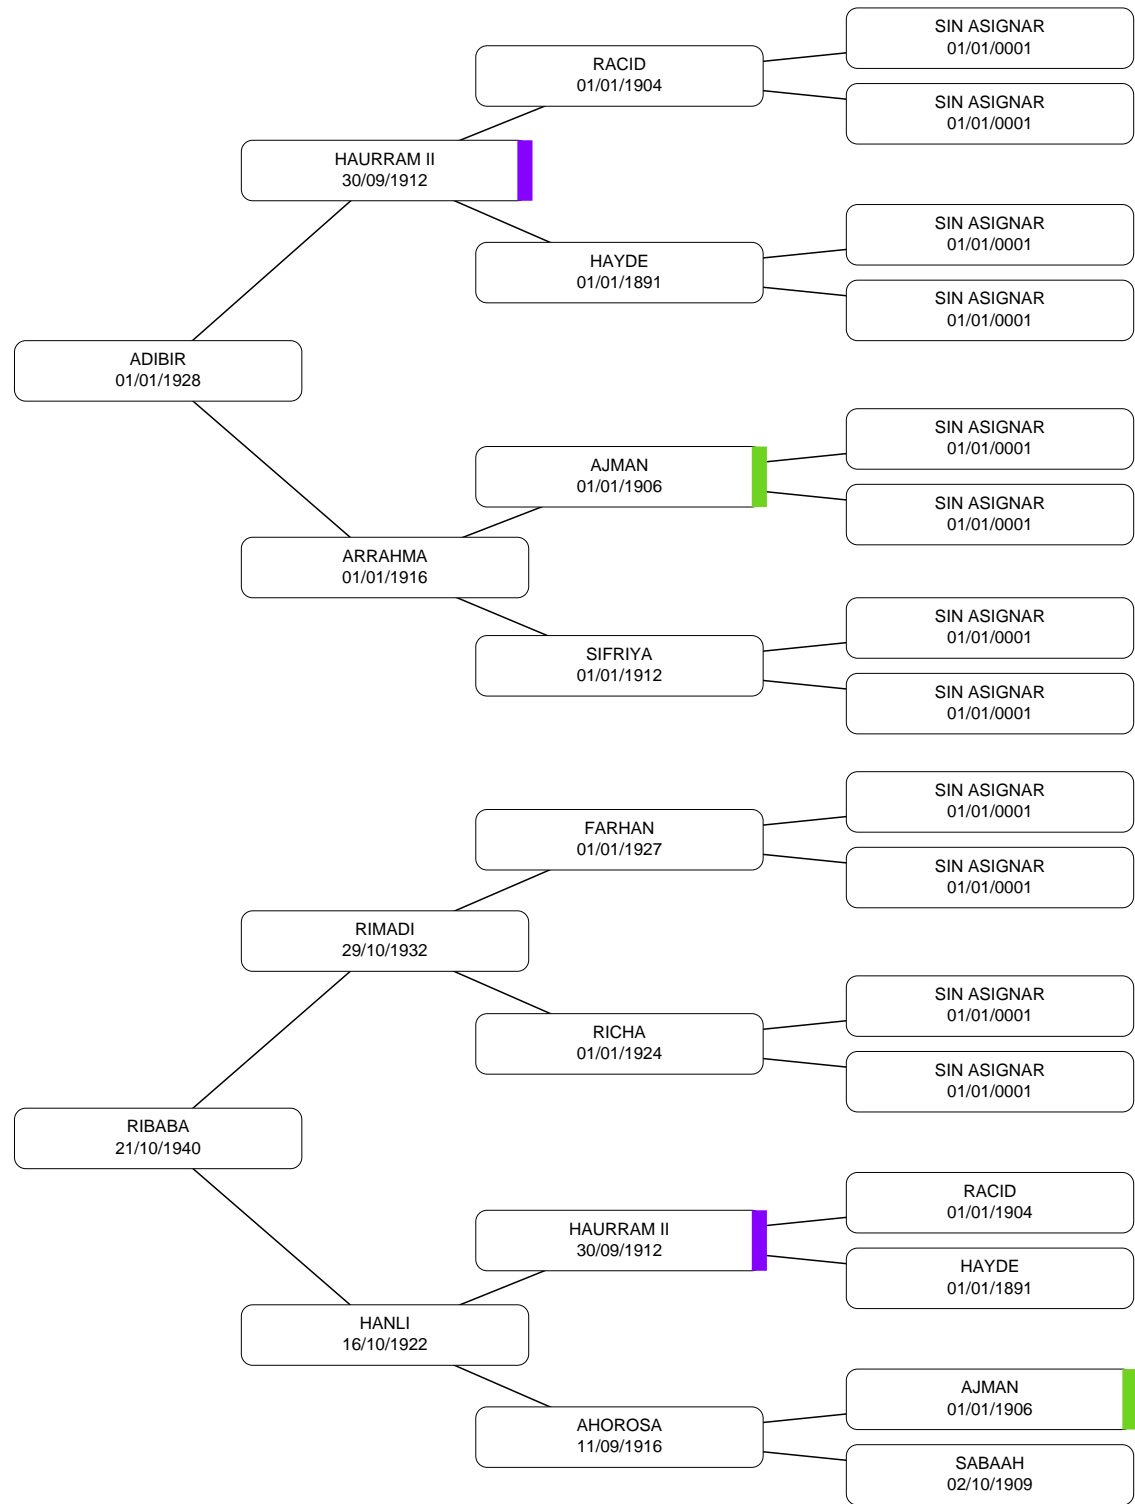 SIN ASIGNAR
01/01/0001
RACID
01/01/1904
SIN ASIGNAR
01/01/0001
HAURRAM II
30/09/1912
SIN ASIGNAR
01/01/0001
HAYDE
01/01/1891
SIN ASIGNAR
01/01/0001
ADIBIR
01/01/1928
SIN ASIGNAR
01/01/0001
AJMAN
01/01/1906
SIN ASIGNAR
01/01/0001
ARRAHMA
01/01/1916
SIN ASIGNAR
01/01/0001
SIFRIYA
01/01/1912
SIN ASIGNAR
01/01/0001
SIN ASIGNAR
01/01/0001
FARHAN
01/01/1927
SIN ASIGNAR
01/01/0001
RIMADI
29/10/1932
SIN ASIGNAR
01/01/0001
RICHA
01/01/1924
SIN ASIGNAR
01/01/0001
RIBABA
21/10/1940
RACID
01/01/1904
HAURRAM II
30/09/1912
HAYDE
01/01/1891
HANLI
16/10/1922
AJMAN
01/01/1906
AHOROSA
11/09/1916
SABAAH
02/10/1909